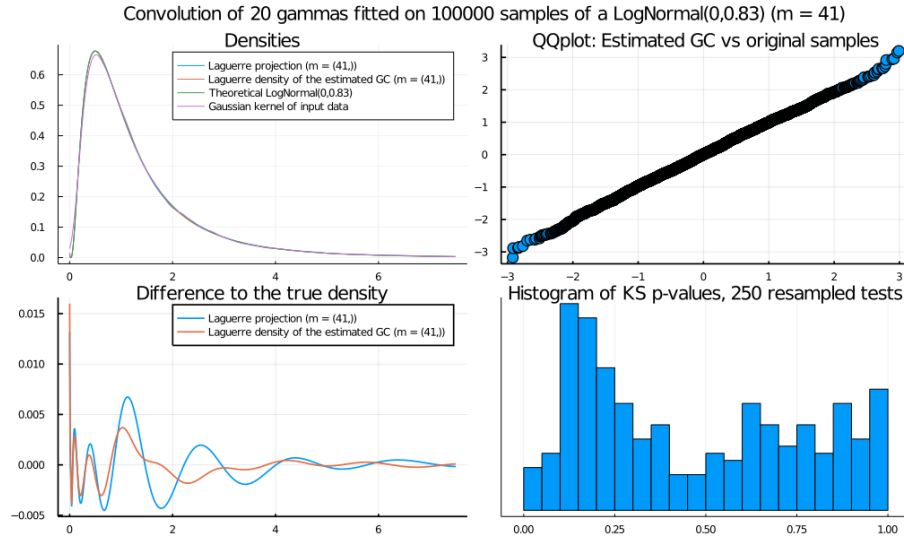 Convolution of 20 gammas fitted on 100000 samples of a LogNormal(0,0.83) (m = 41)
Densities
Laguerre projection (m = (41,))
Laguerre density of the estimated GC (m = (41,))
Theoretical LogNormal(0,0.83)
Gaussian kernel of input data
0.6
0.5
0.4
0.3
0.2
0.1
0.0
0 2 4 6
QQplot: Estimated GC vs original samples
3
2
1
0
−1
−2
−3
−3 −2 −1 0 1 2 3
Difference to the true density
Laguerre projection (m = (41,))
Laguerre density of the estimated GC (m = (41,))
0.015
0.010
0.005
0.000
−0.005
0 2 4 6
Histogram of KS p-values, 250 resampled tests
0.00 0.25 0.50 0.75 1.00